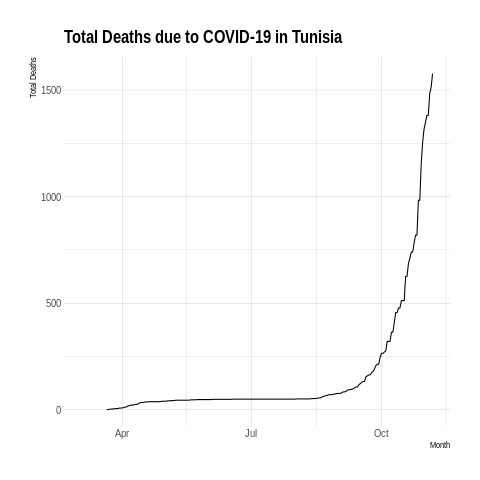 Total Deaths due to COVID-19 in Tunisia
Total Deaths
1500
1000
500
0
Apr Jul Oct
Month